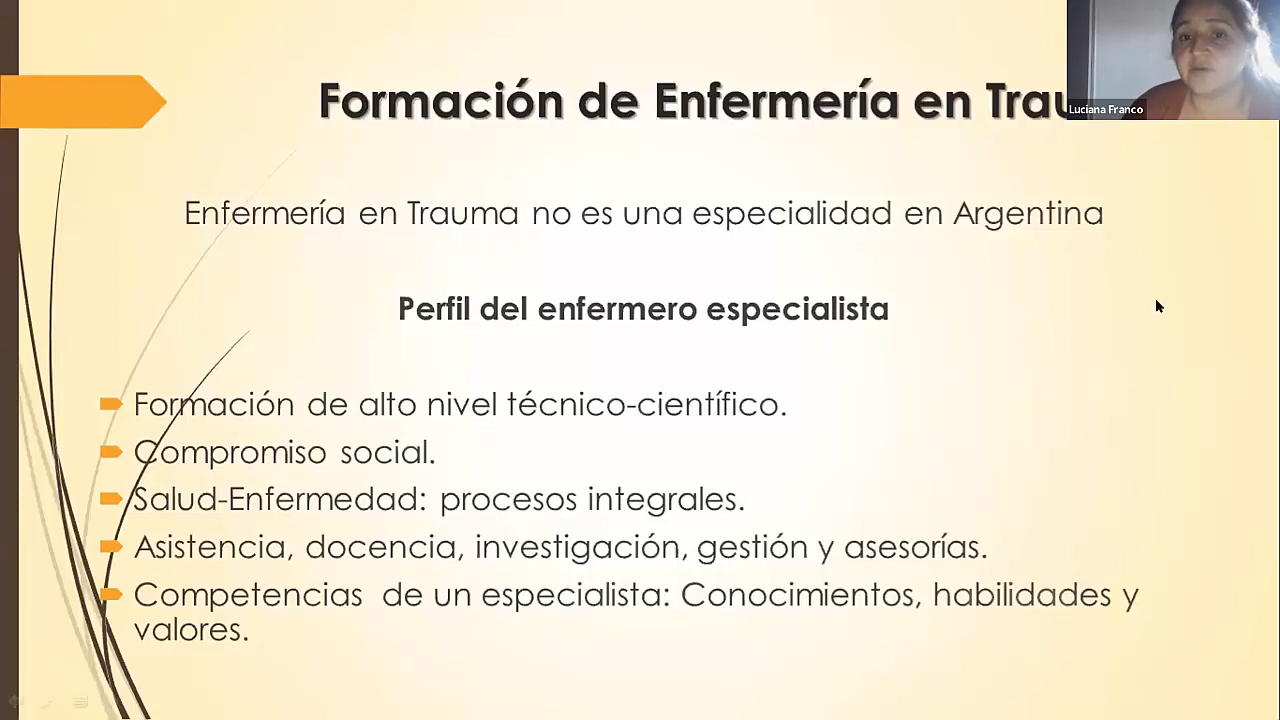 Formación de Enfermería en Trau
Luciana Franco
Enfermería en Trauma no es una especialidad en Argentina
Perfil del enfermero especialista
Formación de alto nivel técnico-científico.
Compromiso social.
Salud-Enfermedad: procesos integrales.
Asistencia, docencia, investigación, gestión y asesorías.
Competencias de un especialista: Conocimientos, habilidades y
valores.